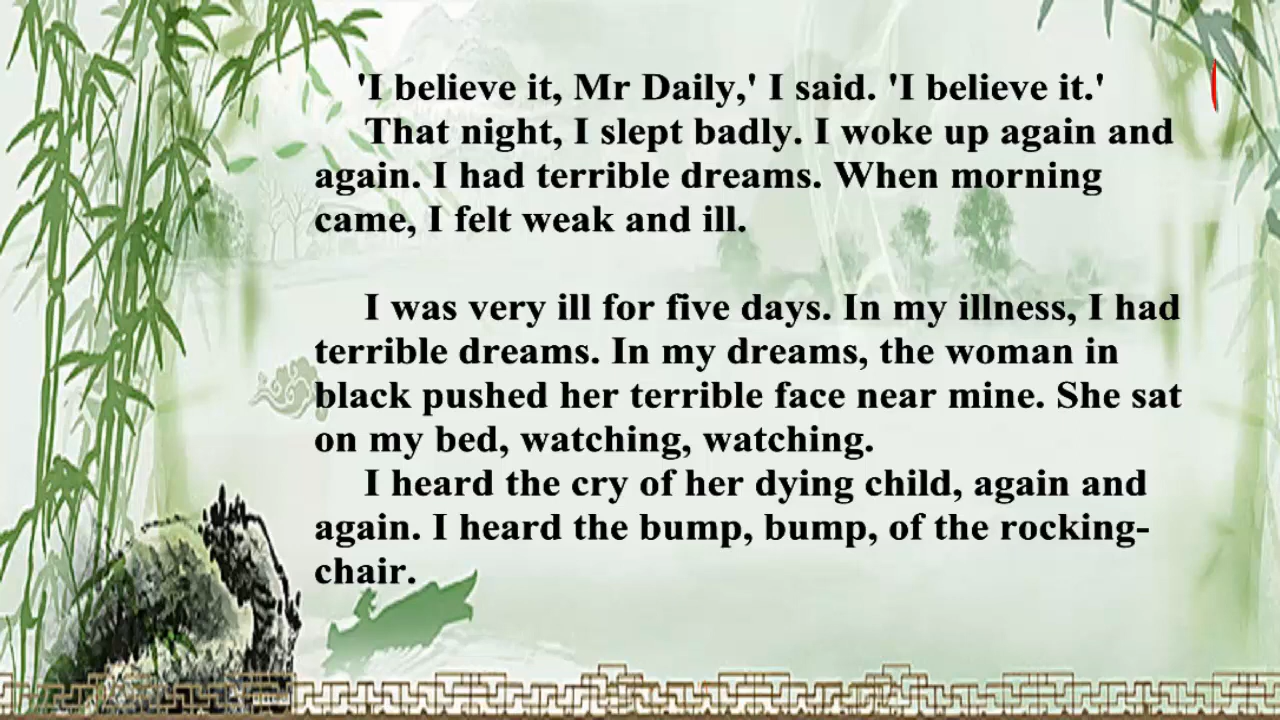 'I believe it, Mr Daily,' I said. 'I believe it.'
That night, I slept badly. I woke up again and
again. I had terrible dreams. When morning
came, I felt weak and ill.
I was very ill for five days. In my illness, I had
terrible dreams. In my dreams, the woman in
black pushed her terrible face near mine. She sat
on my bed, watching, watching.
I heard the cry of her dying child, again and
again. I heard the bump, bump, of the rocking-
chair.